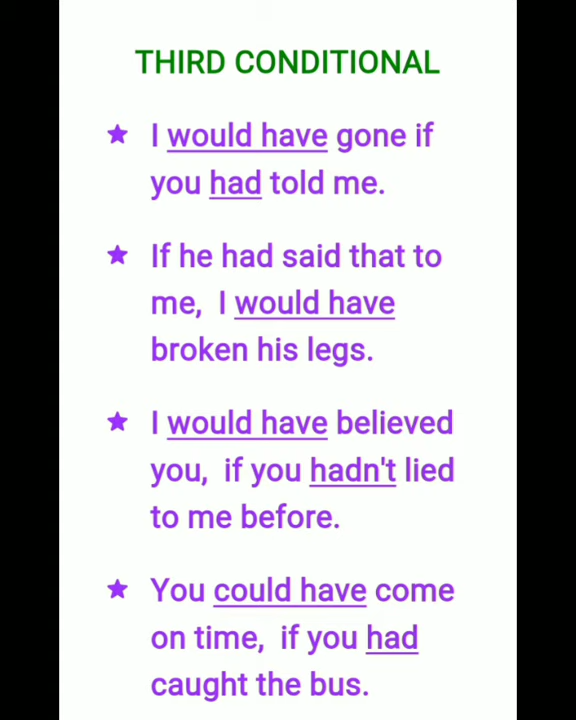 THIRD CONDITIONAL
★ I would have gone if
you had told me.
★ If he had said that to
me, I would have
broken his legs.
★ I would have believed
you, if you hadn't lied
to me before.
★ You could have come
on time, if you had
caught the bus.